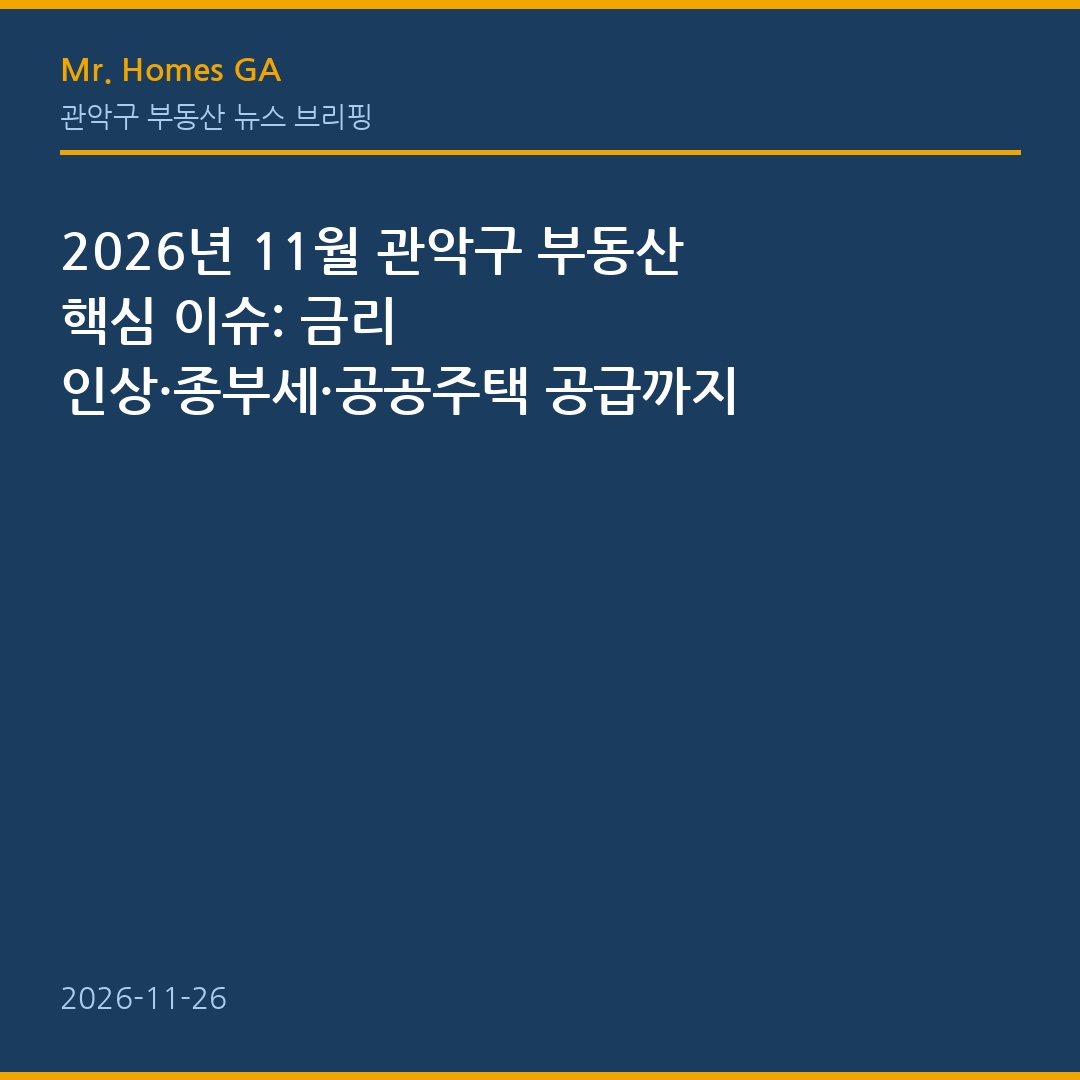 Mr. Homes GA
관악구 부동산 뉴스 브리핑
2026년 11월 관악구 부동산
핵심 이슈: 금리
인상·종부세·공공주택 공급까지
2026-11-26